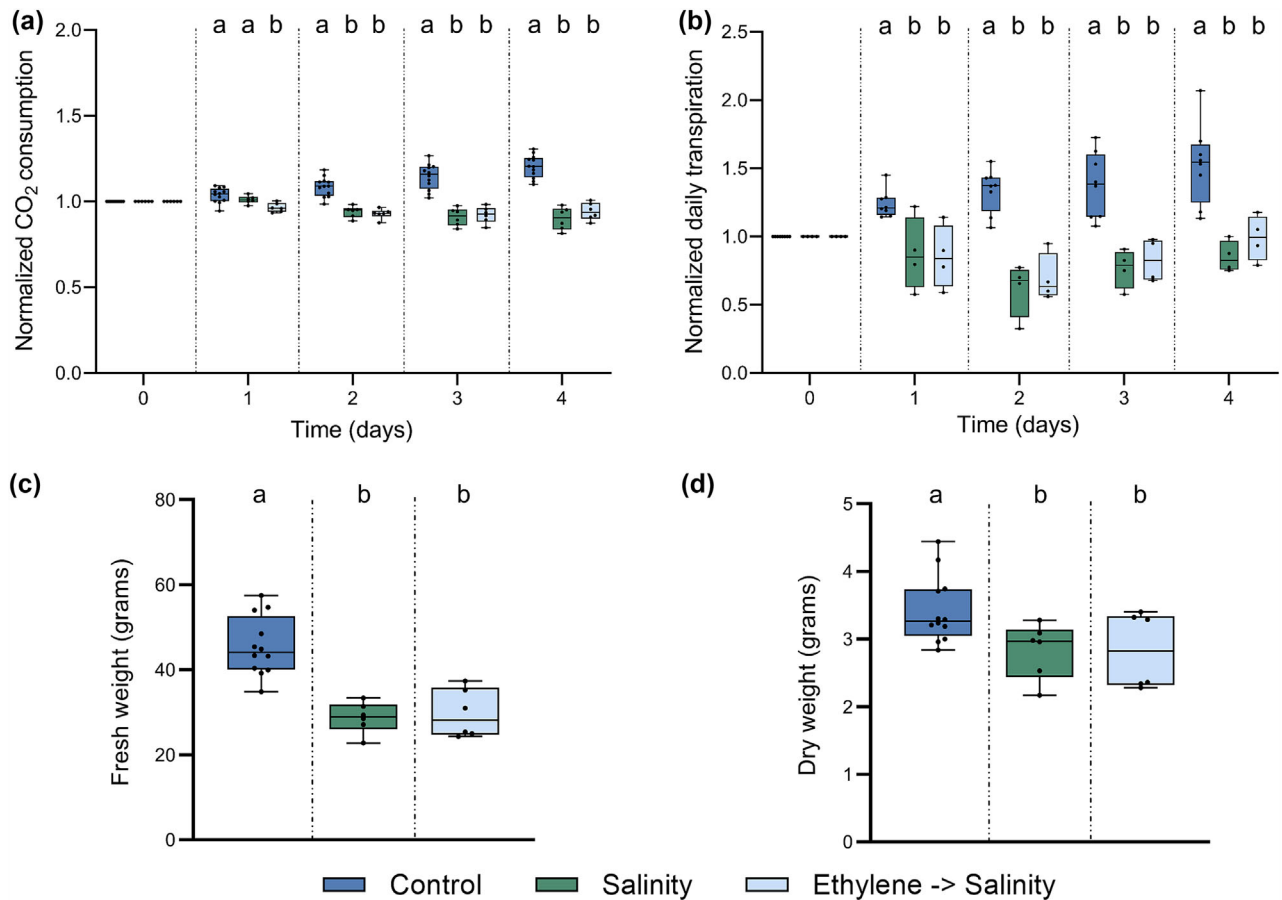 (a)
a a b a b b a b b a b b
Normalized CO₂ consumption
2.0
1.5
1.0
0.5
0.0
0 1 2 3 4
Time (days)
(b)
a b b a b b a b b a b b
Normalized daily transpiration
2.5
2.0
1.5
1.0
0.5
0.0
0 1 2 3 4
Time (days)
(c)
a b b
Fresh weight (grams)
80
60
40
20
0
(d)
a b b
Dry weight (grams)
5
4
3
2
1
0
Control Salinity Ethylene -> Salinity